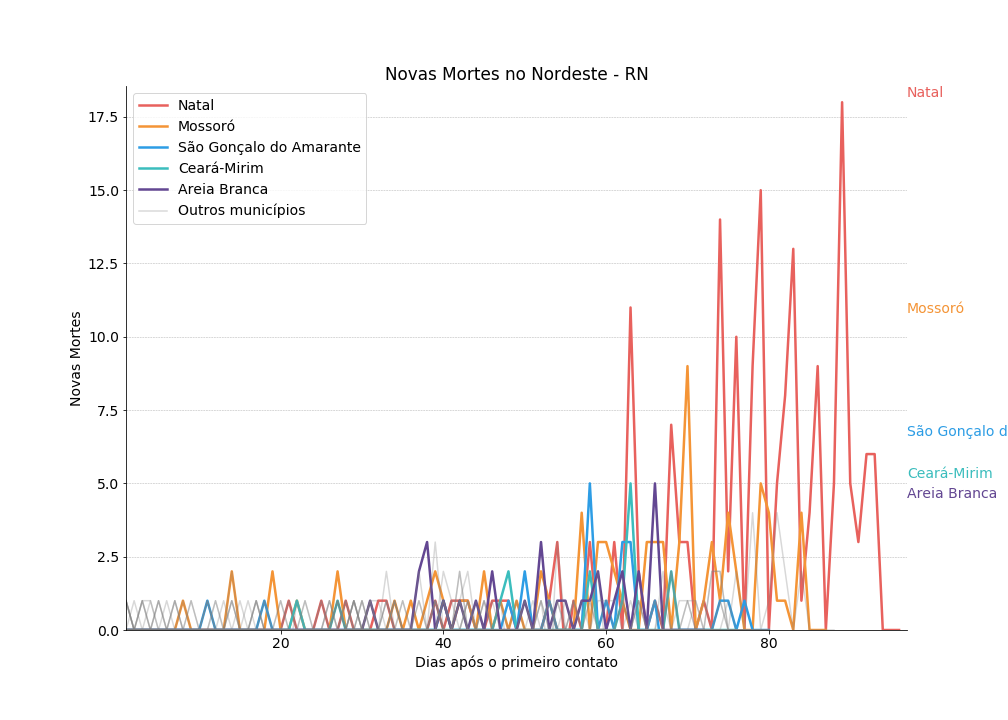 Novas Mortes no Nordeste - RN
Natal
Mossoró
São Gonçalo do Amarante
Ceará-Mirim
Areia Branca
Outros municípios
17.5
15.0
12.5
10.0
7.5
5.0
2.5
0.0
Novas Mortes
20
40
60
80
Dias após o primeiro contato
Natal
Mossoró
São Gonçalo d
Ceará-Mirim
Areia Branca